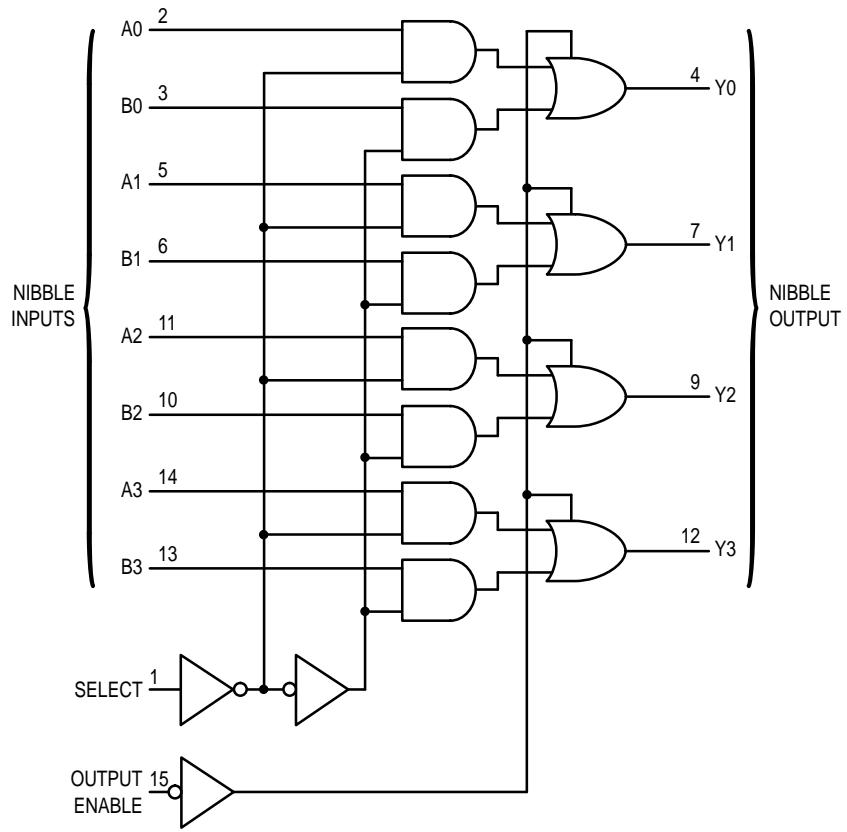 A0 2
B0 3
A1 5
B1 6
A2 11
B2 10
A3 14
B3 13
NIBBLE
INPUTS
SELECT 1
OUTPUT 15
ENABLE
4 Y0
7 Y1
9 Y2
12 Y3
NIBBLE
OUTPUT